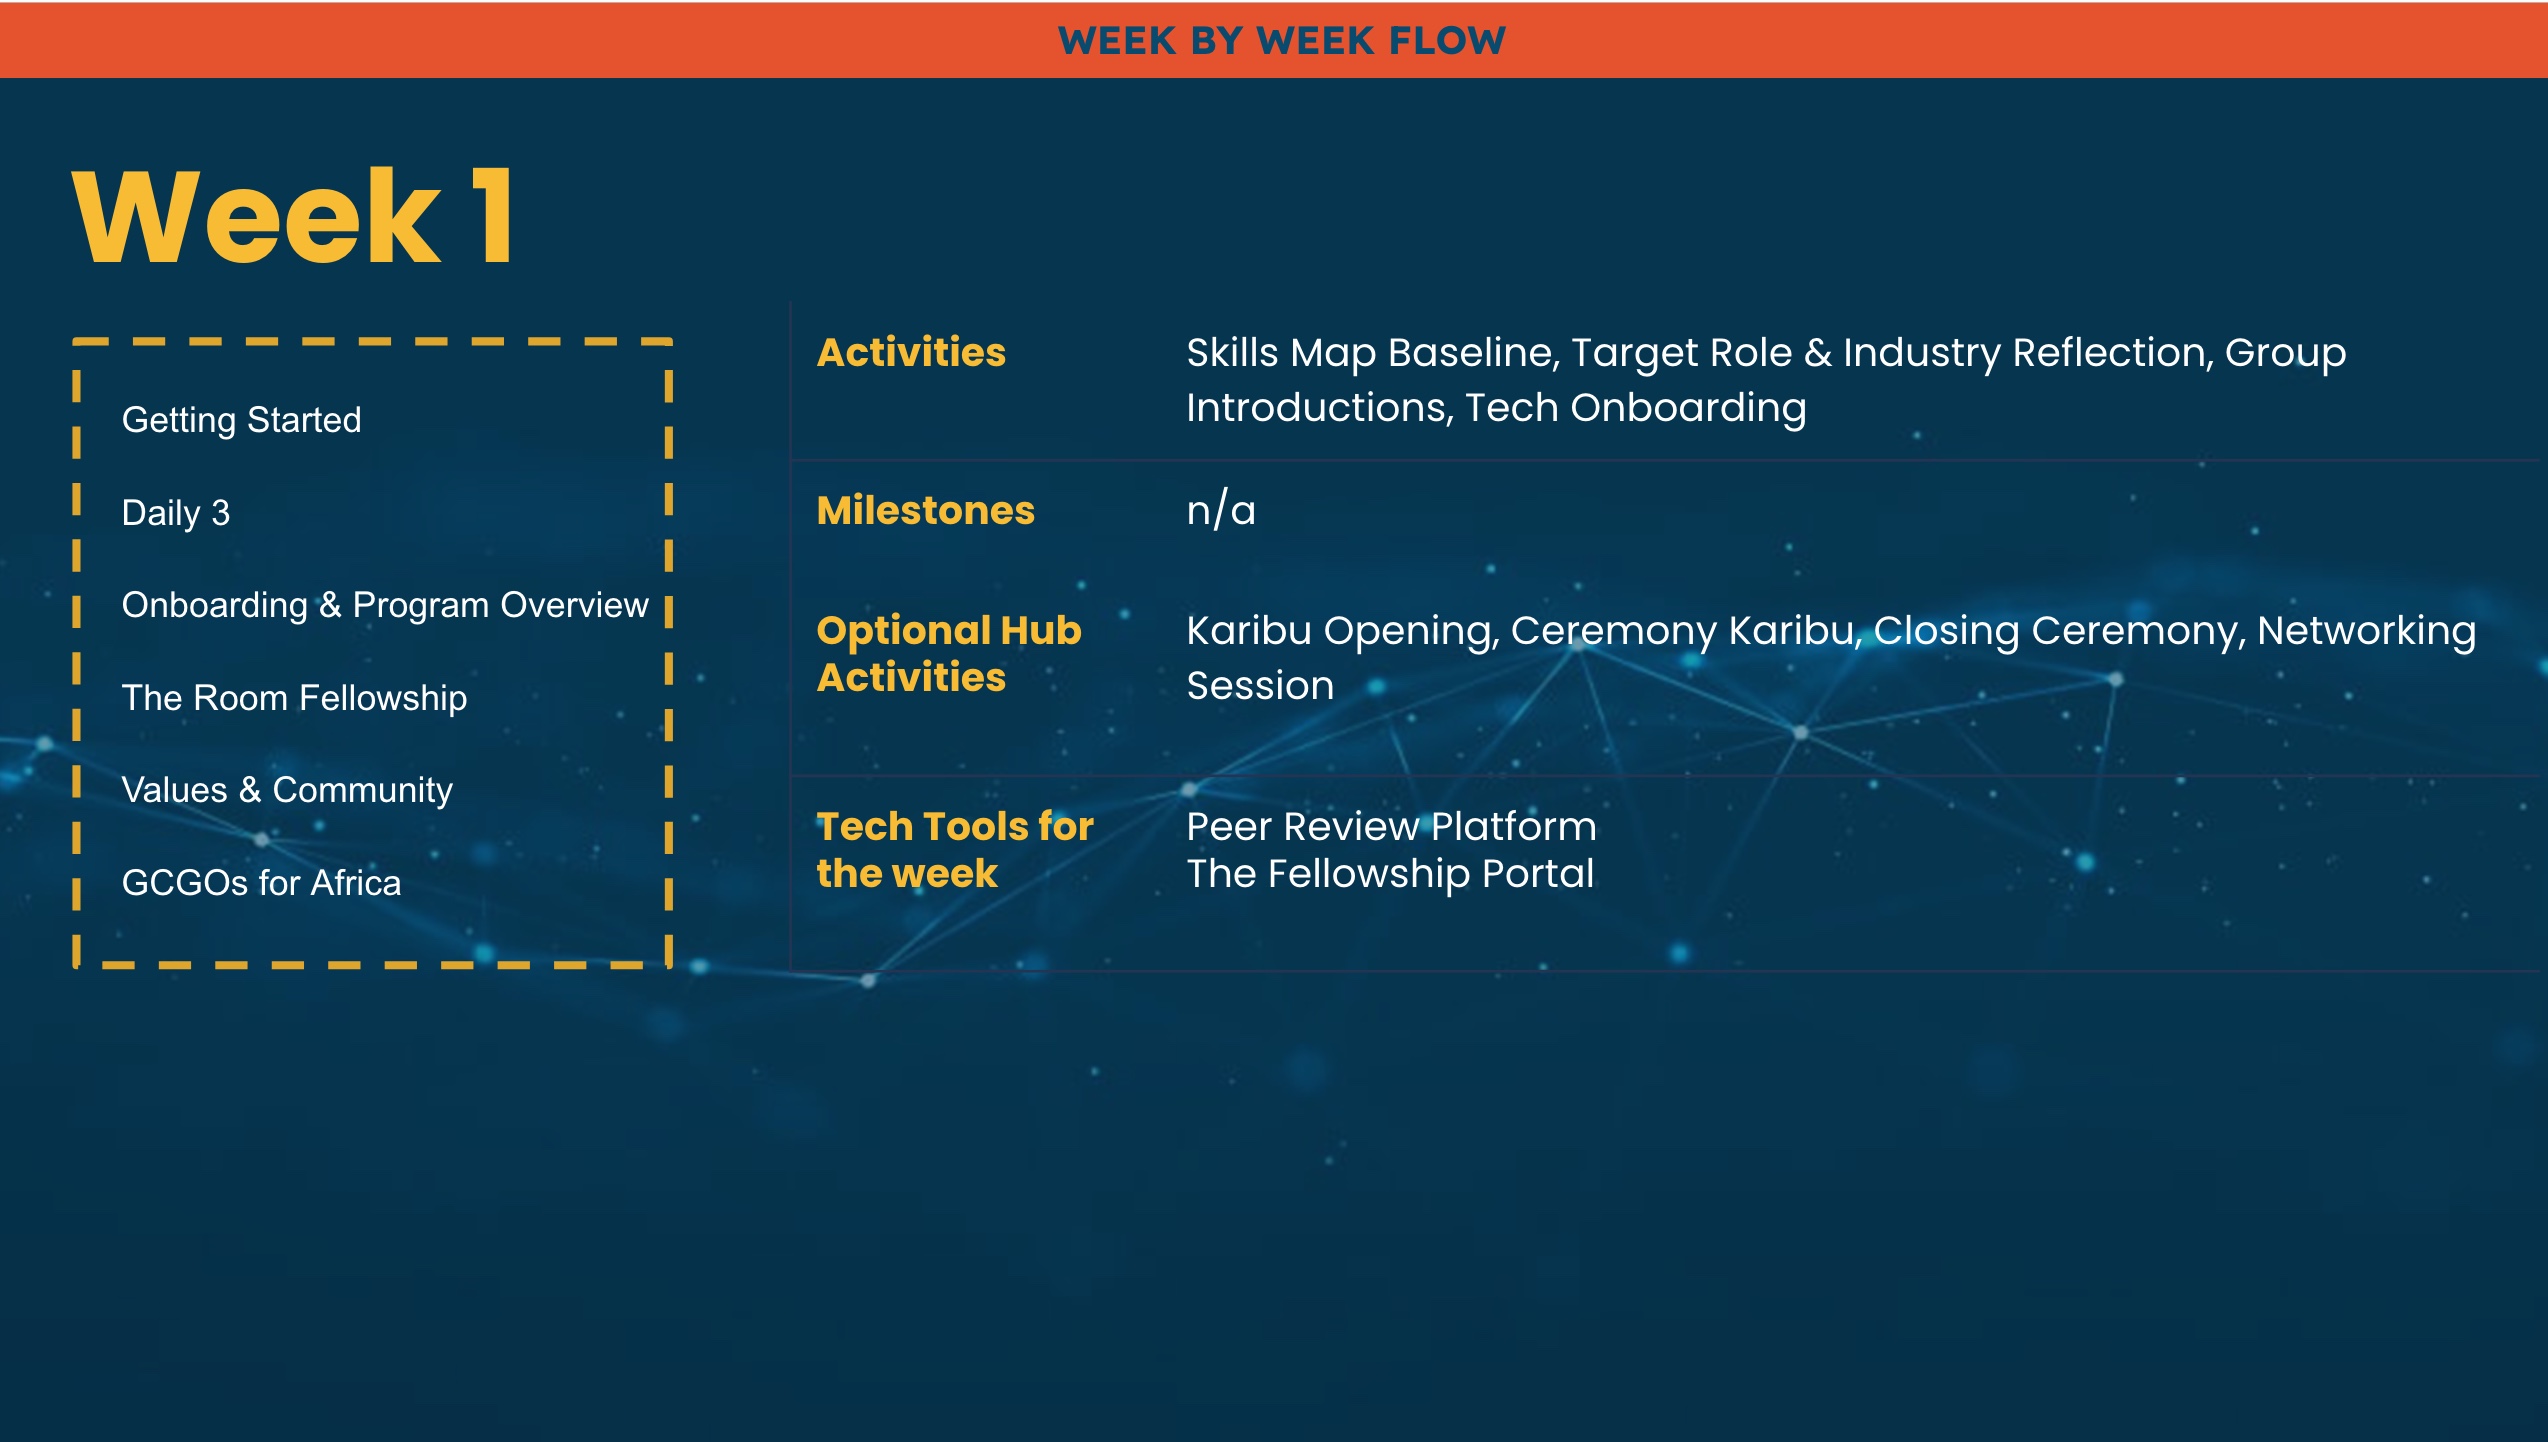 WEEK BY WEEK FLOW
Week 1
Getting Started
Daily 3
Onboarding & Program Overview
The Room Fellowship
Values & Community
GCGOs for Africa
Activities
Skills Map Baseline, Target Role & Industry Reflection, Group
Introductions, Tech Onboarding
Milestones
n/a
Optional Hub
Activities
Karibu Opening, Ceremony Karibu, Closing Ceremony, Networking
Session
Tech Tools for
the week
Peer Review Platform
The Fellowship Portal